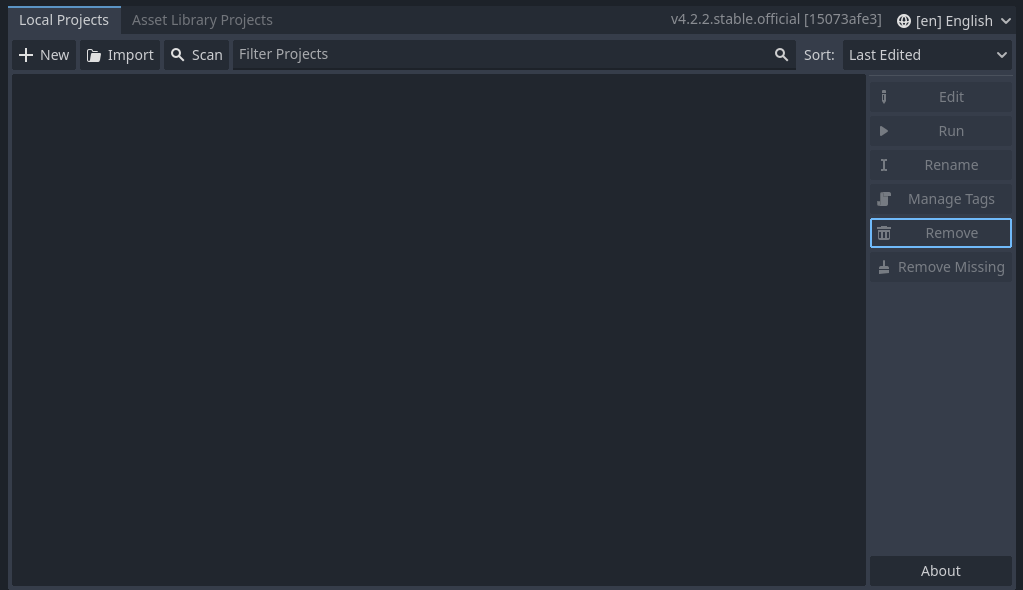 Local Projects
Asset Library Projects
v4.2.2.stable.official [15073afe3]
[en] English
New
Import
Scan
Filter Projects
Sort:
Last Edited
Edit
Run
Rename
Manage Tags
Remove
Remove Missing
About